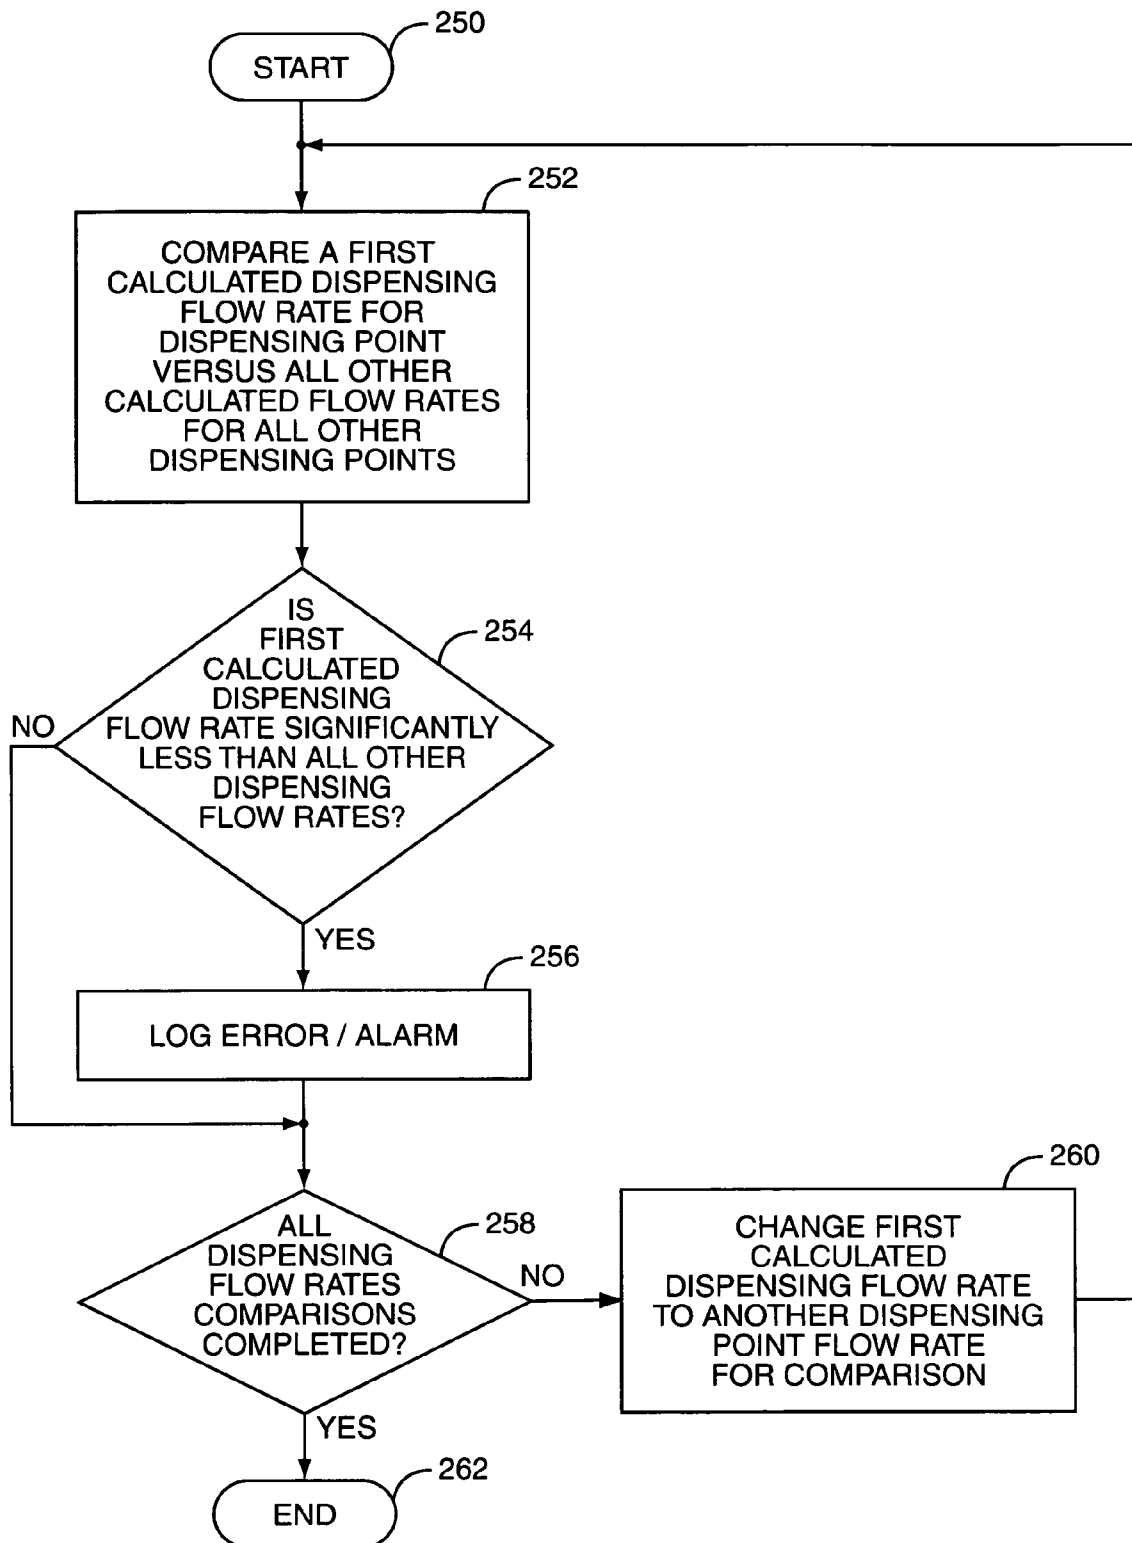 250
START
252
COMPARE A FIRST
CALCULATED DISPENSING
FLOW RATE FOR
DISPENSING POINT
VERSUS ALL OTHER
CALCULATED FLOW RATES
FOR ALL OTHER
DISPENSING POINTS
254
IS
FIRST
CALCULATED
DISPENSING
FLOW RATE SIGNIFICANTLY
LESS THAN ALL OTHER
DISPENSING
FLOW RATES?
NO
YES
256
LOG ERROR / ALARM
258
ALL
DISPENSING
FLOW RATES
COMPARISONS
COMPLETED?
NO
260
CHANGE FIRST
CALCULATED
DISPENSING FLOW RATE
TO ANOTHER DISPENSING
POINT FLOW RATE
FOR COMPARISON
YES
262
END